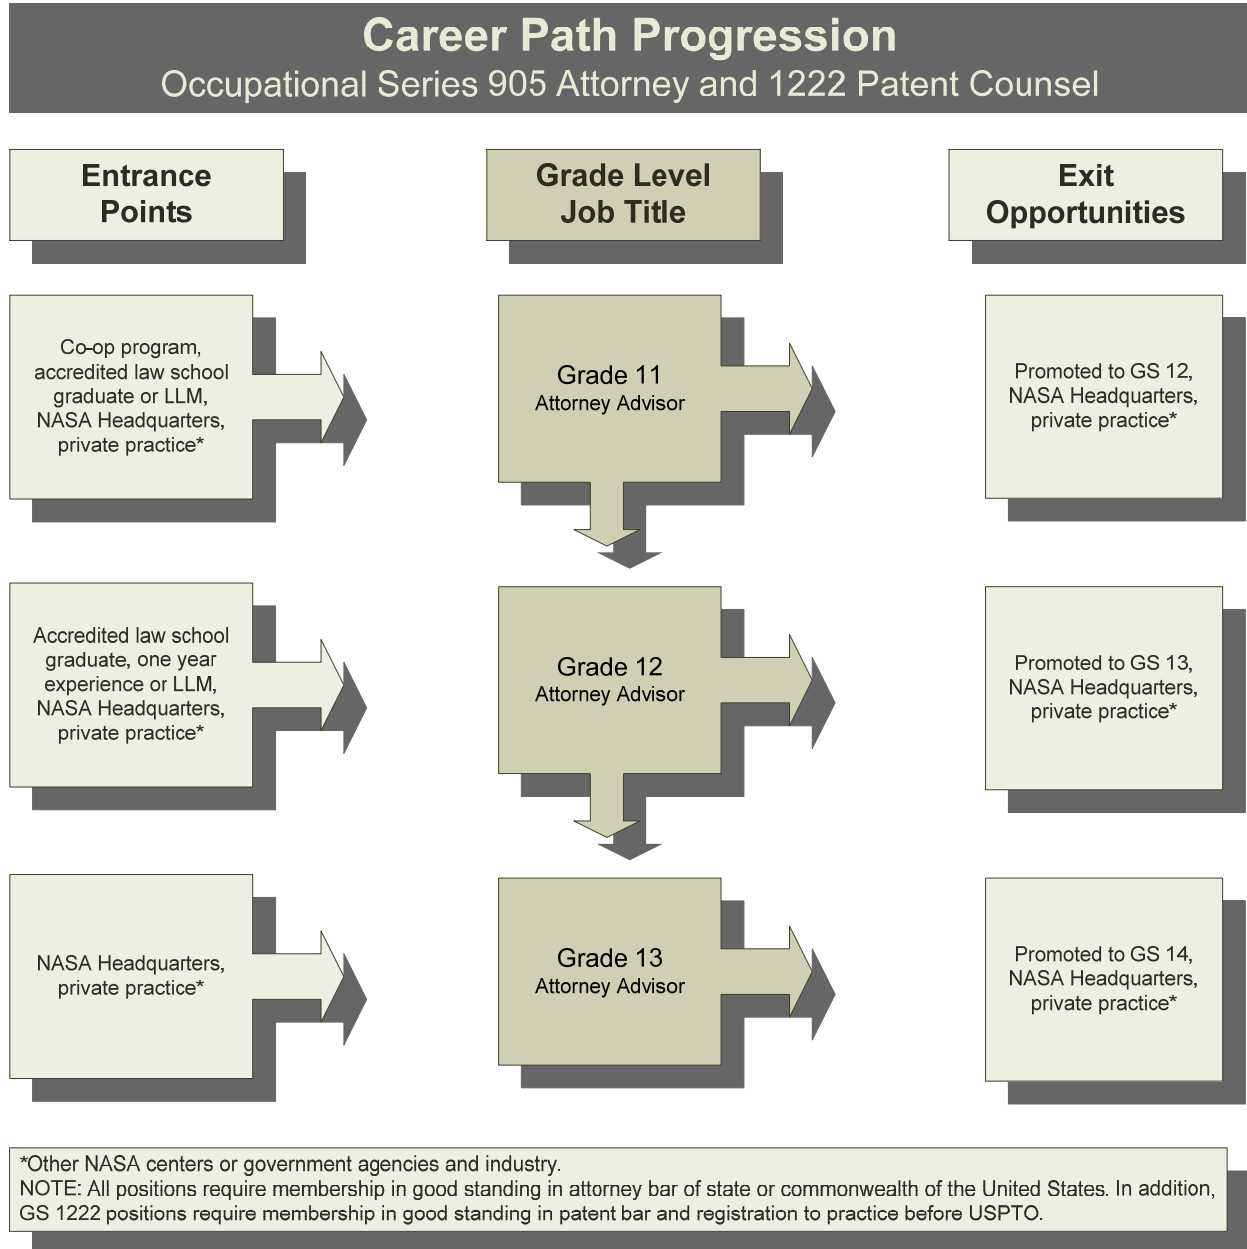 Career Path Progression
Occupational Series 905 Attorney and 1222 Patent Counsel
Entrance
Points
Grade Level
Job Title
Exit
Opportunities
Co-op program,
accredited law school
graduate or LLM,
NASA Headquarters,
private practice*
Grade 11
Attorney Advisor
Promoted to GS 12,
NASA Headquarters,
private practice*
Accredited law school
graduate, one year
experience or LLM,
NASA Headquarters,
private practice*
Grade 12
Attorney Advisor
Promoted to GS 13,
NASA Headquarters,
private practice*
NASA Headquarters,
private practice*
Grade 13
Attorney Advisor
Promoted to GS 14,
NASA Headquarters,
private practice*
*Other NASA centers or government agencies and industry.
NOTE: All positions require membership in good standing in attorney bar of state or commonwealth of the United States. In addition,
GS 1222 positions require membership in good standing in patent bar and registration to practice before USPTO.